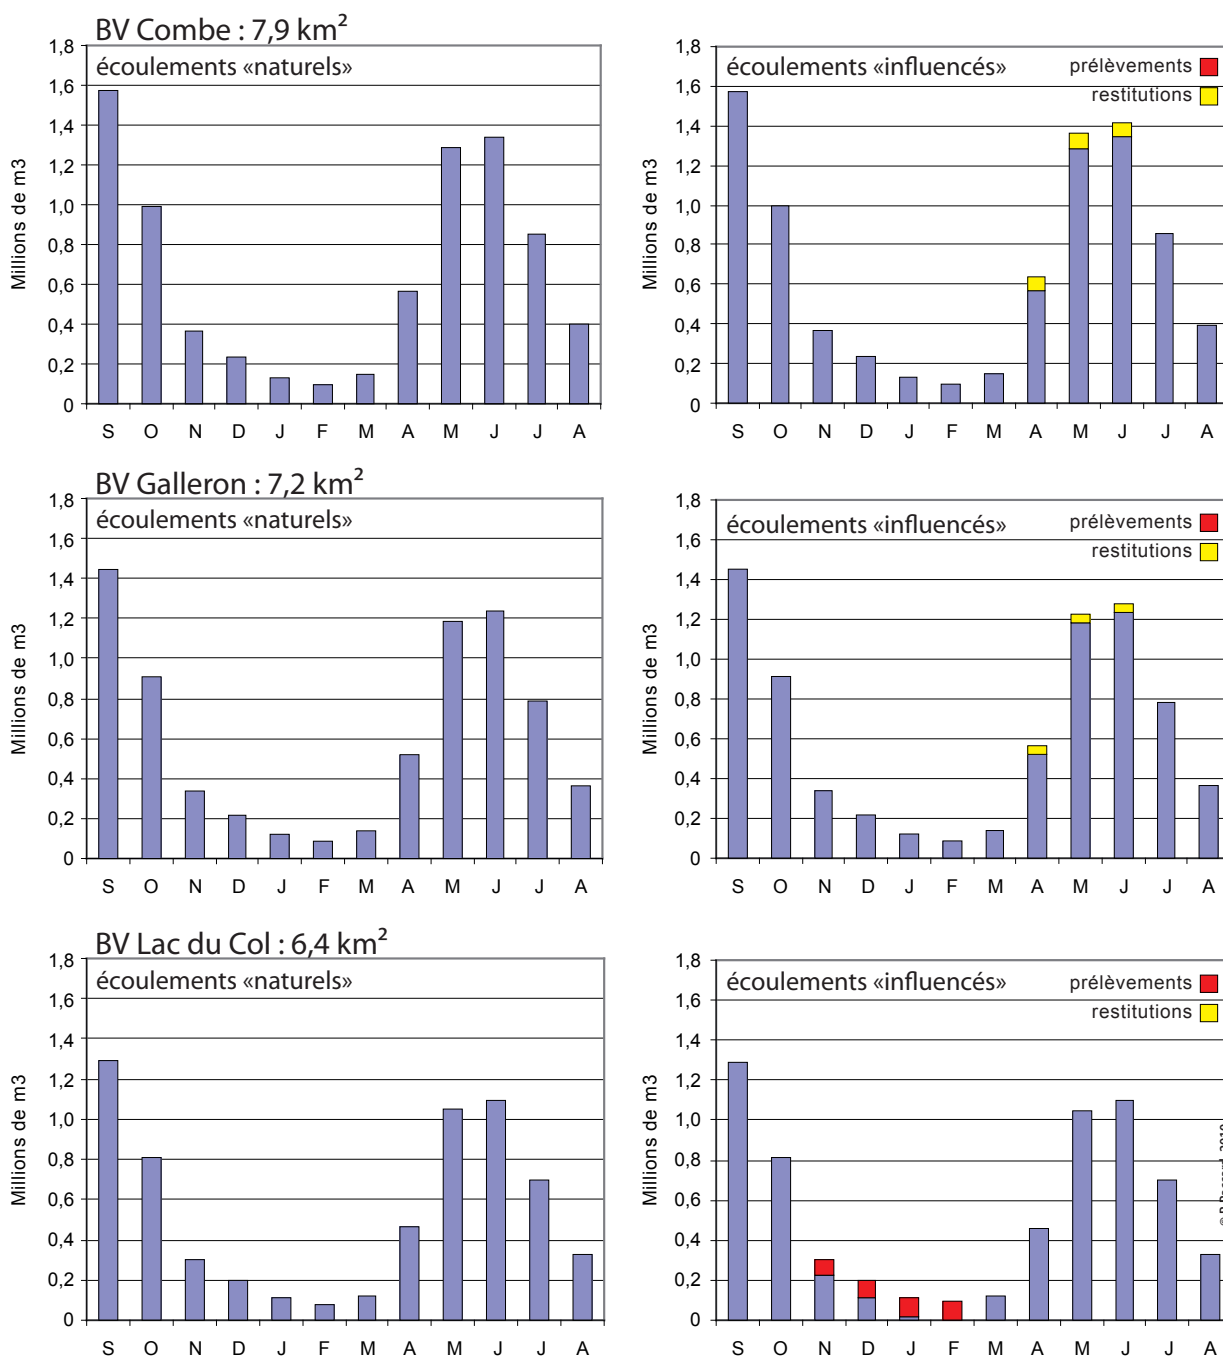 BV Combe : 7,9 km²
écoulements «naturels»
Millions de m3
1,8
1,6
1,4
1,2
1,0
0,8
0,6
0,4
0,2
0
S O N D J F M A M J J A
écoulements «influencés»
prélèvements
restitutions
Millions de m3
1,8
1,6
1,4
1,2
1,0
0,8
0,6
0,4
0,2
0
S O N D J F M A M J J A
BV Galleron : 7,2 km²
écoulements «naturels»
Millions de m3
1,8
1,6
1,4
1,2
1,0
0,8
0,6
0,4
0,2
0
S O N D J F M A M J J A
écoulements «influencés»
prélèvements
restitutions
Millions de m3
1,8
1,6
1,4
1,2
1,0
0,8
0,6
0,4
0,2
0
S O N D J F M A M J J A
BV Lac du Col : 6,4 km²
écoulements «naturels»
Millions de m3
1,8
1,6
1,4
1,2
1,0
0,8
0,6
0,4
0,2
0
S O N D J F M A M J J A
écoulements «influencés»
prélèvements
restitutions
Millions de m3
1,8
1,6
1,4
1,2
1,0
0,8
0,6
0,4
0,2
0
S O N D J F M A M J J A